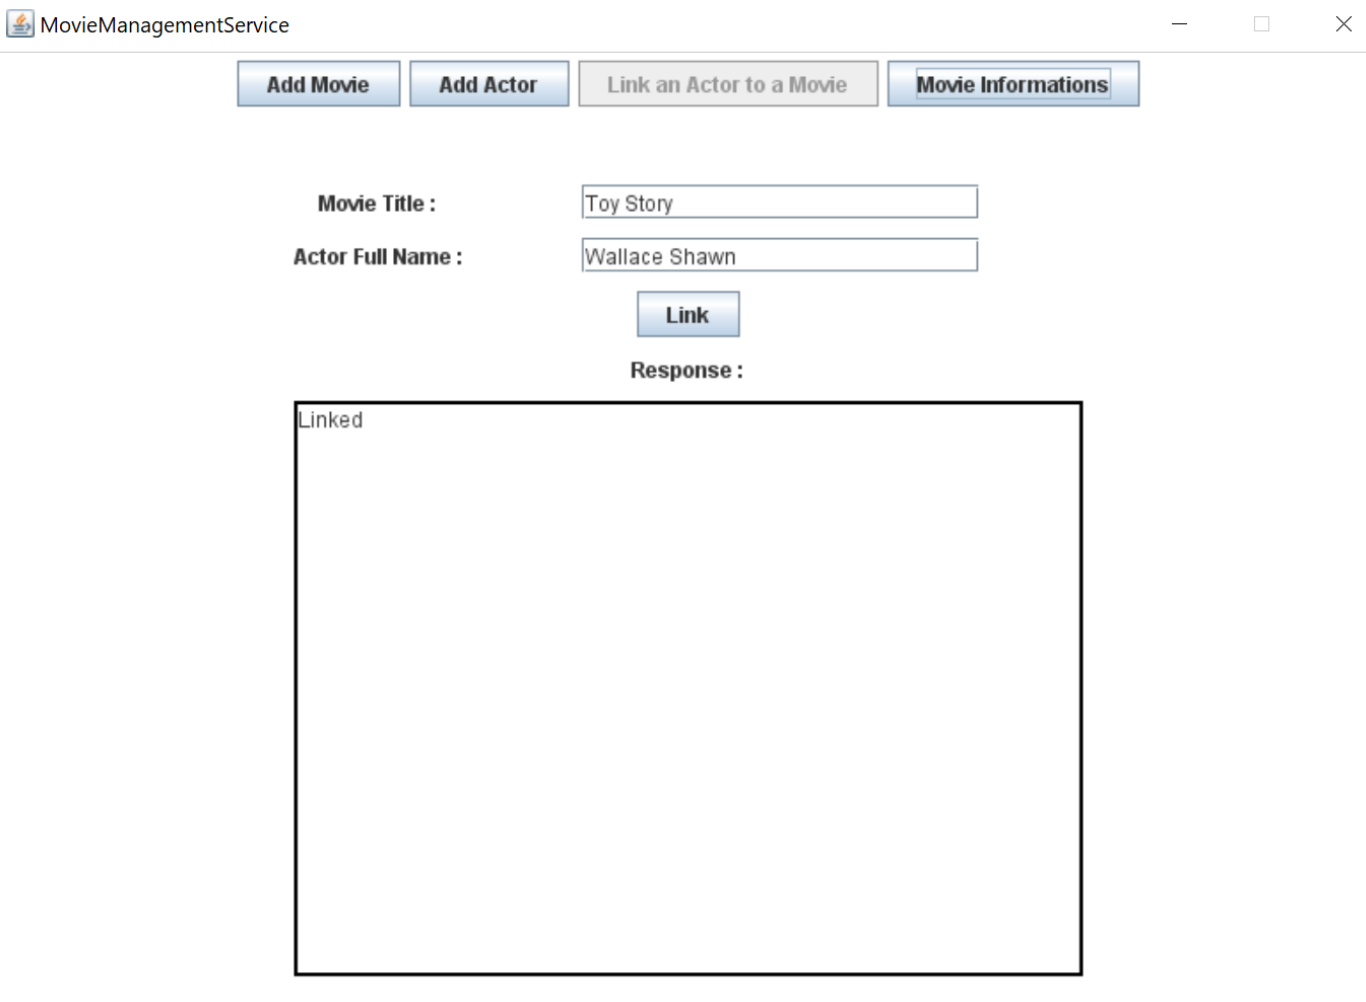 MovieManagementService
Add Movie Add Actor Link an Actor to a Movie Movie Informations
Movie Title : Toy Story
Actor Full Name : Wallace Shawn
Link
Response :
Linked